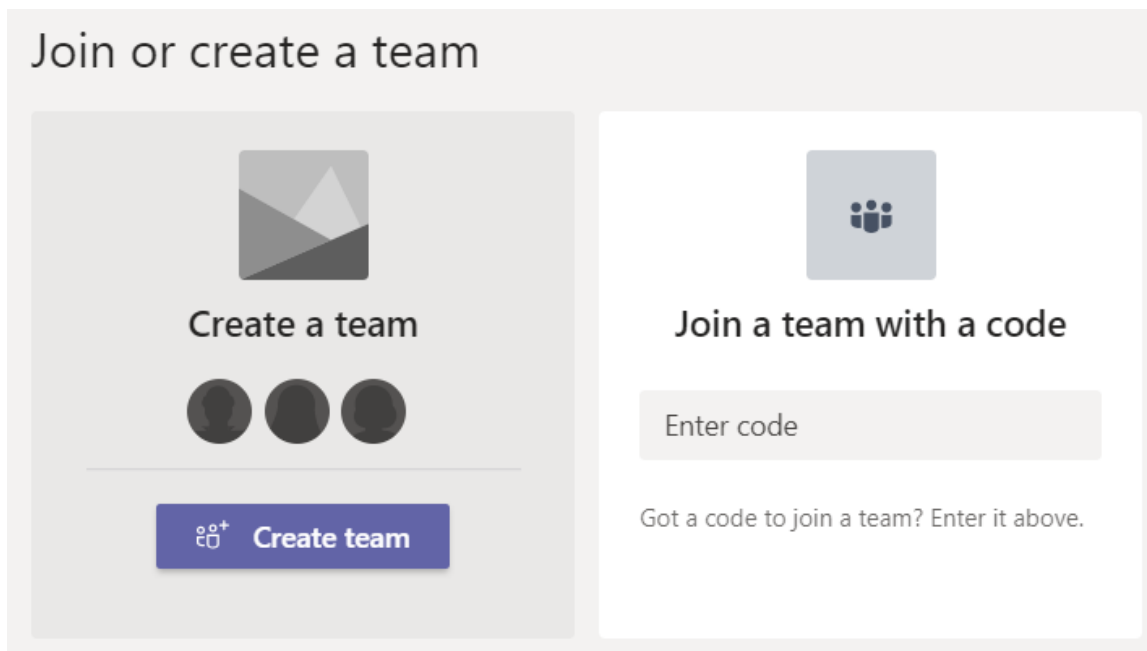 Join or create a team
Create a team
Create team
Join a team with a code
Enter code
Got a code to join a team? Enter it above.